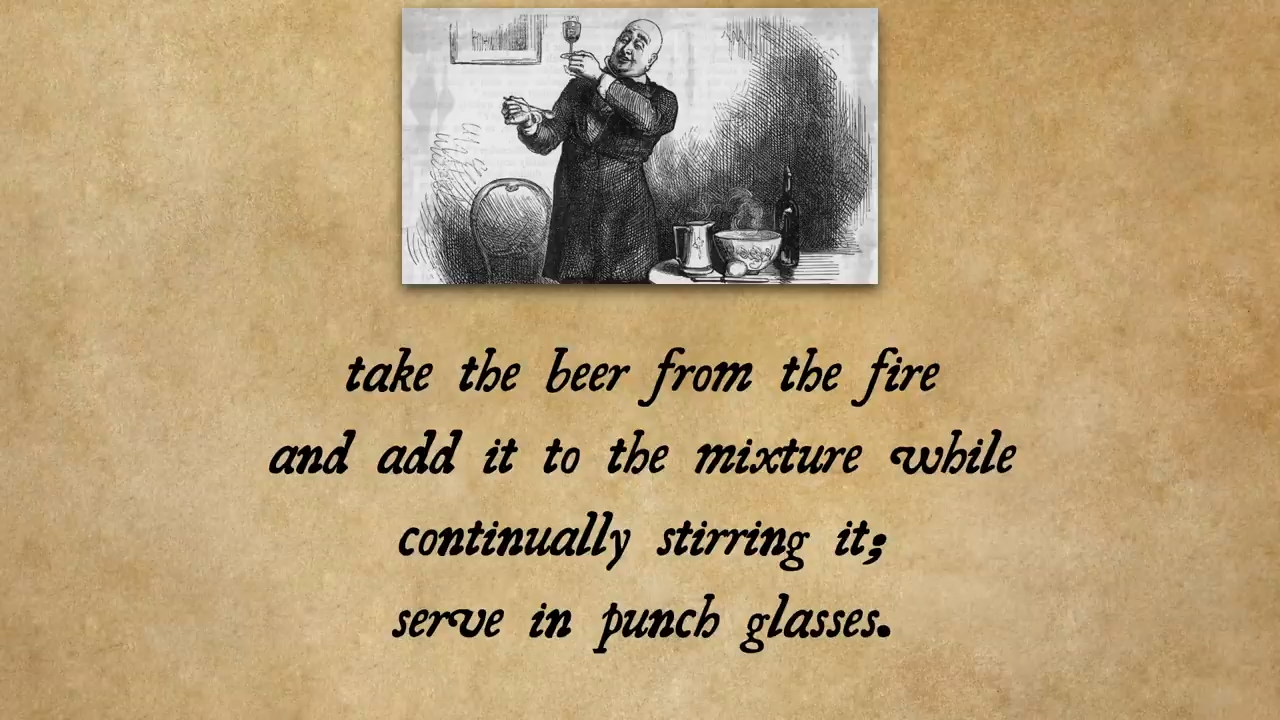 take the beer from the fire
and add it to the mixture while
continually stirring it;
serve in punch glasses.